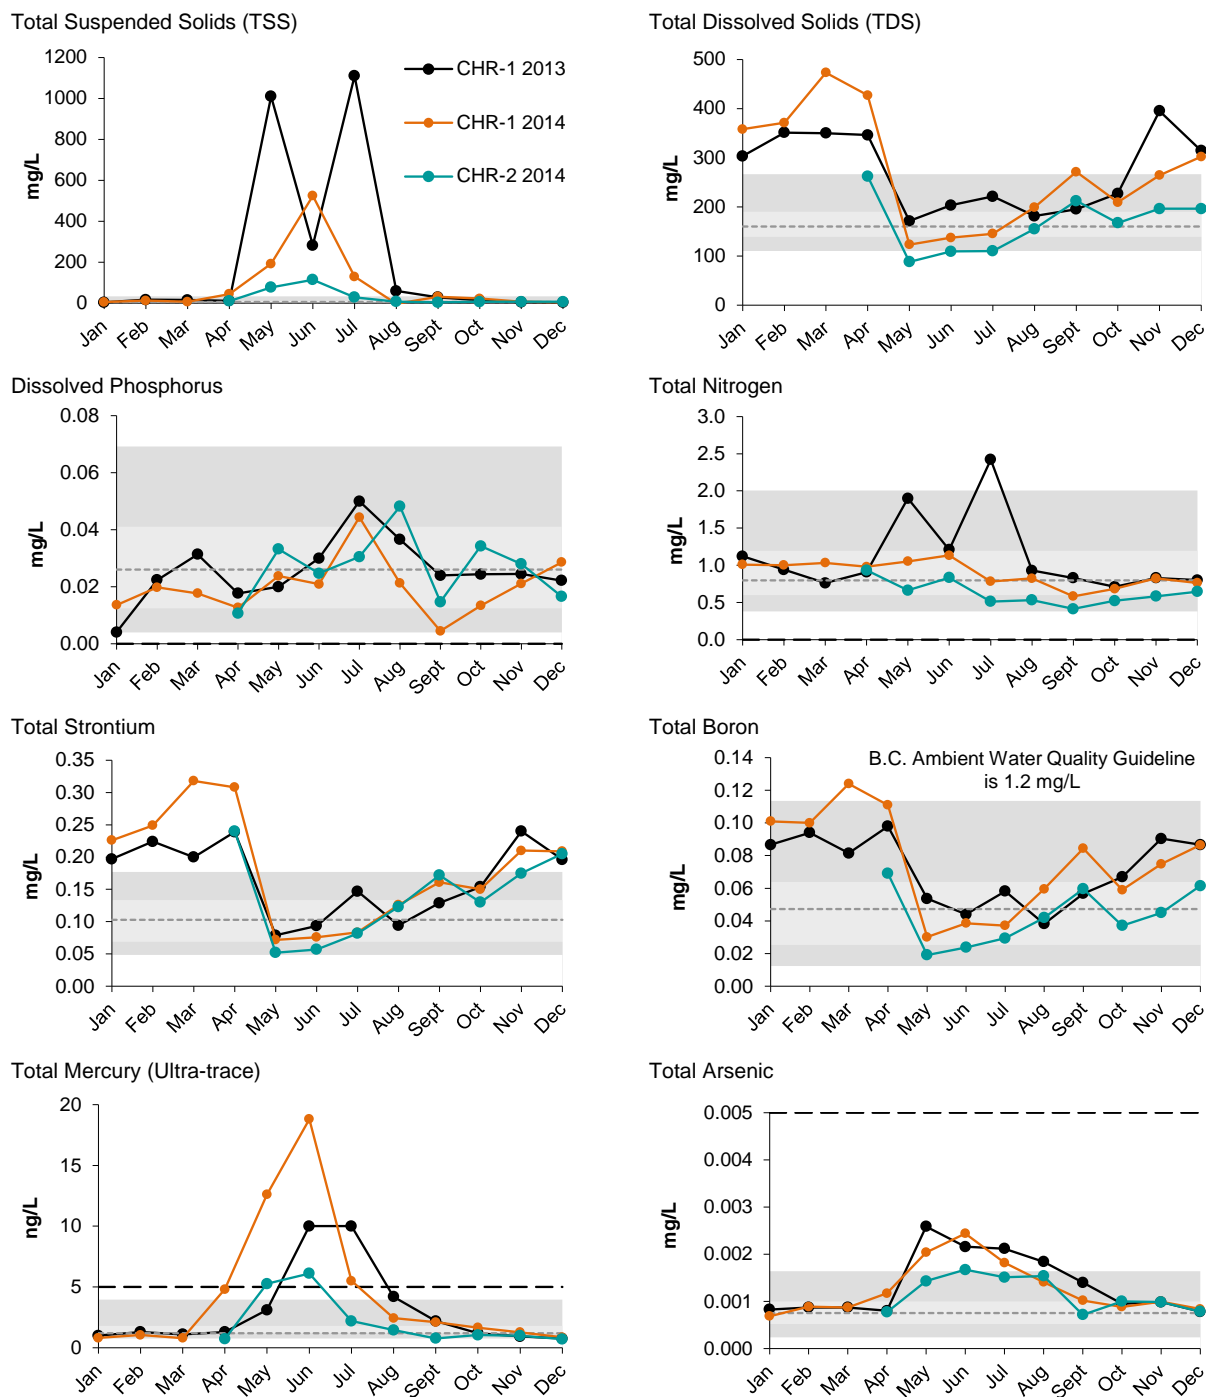 Total Suspended Solids (TSS)
1200
1000
800
600
400
200
0
mg/L
CHR-1 2013
CHR-1 2014
CHR-2 2014
Jan Feb Mar Apr May Jun Jul Aug Sept Oct Nov Dec
Total Dissolved Solids (TDS)
500
400
300
200
100
0
mg/L
Jan Feb Mar Apr May Jun Jul Aug Sept Oct Nov Dec
Dissolved Phosphorus
0.08
0.06
0.04
0.02
0.00
mg/L
Jan Feb Mar Apr May Jun Jul Aug Sept Oct Nov Dec
Total Nitrogen
3.0
2.5
2.0
1.5
1.0
0.5
0.0
mg/L
Jan Feb Mar Apr May Jun Jul Aug Sept Oct Nov Dec
Total Strontium
0.35
0.30
0.25
0.20
0.15
0.10
0.05
0.00
mg/L
Jan Feb Mar Apr May Jun Jul Aug Sept Oct Nov Dec
Total Boron
0.14
0.12
0.10
0.08
0.06
0.04
0.02
0.00
mg/L
B.C. Ambient Water Quality Guideline
is 1.2 mg/L
Jan Feb Mar Apr May Jun Jul Aug Sept Oct Nov Dec
Total Mercury (Ultra-trace)
20
15
10
5
0
ng/L
Jan Feb Mar Apr May Jun Jul Aug Sept Oct Nov Dec
Total Arsenic
0.005
0.004
0.003
0.002
0.001
0.000
mg/L
Jan Feb Mar Apr May Jun Jul Aug Sept Oct Nov Dec